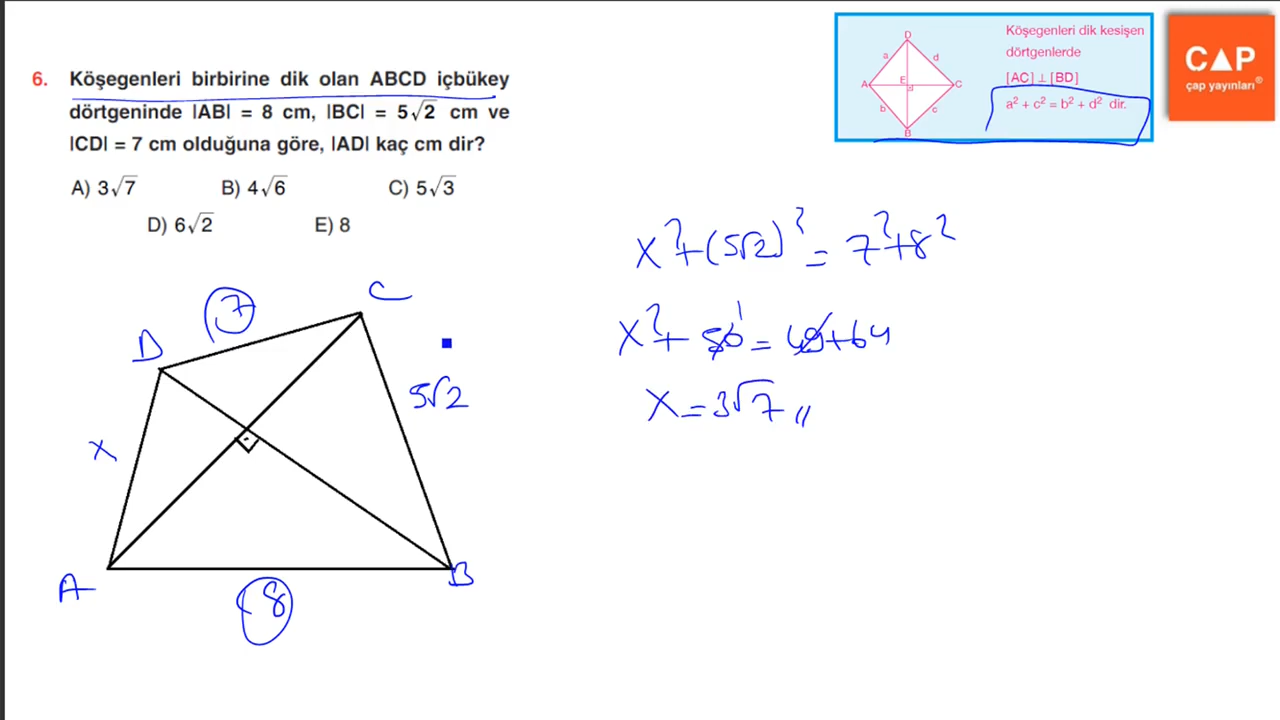 6. Köşegenleri birbirine dik olan ABCD içbükey
dörtgeninde |AB| = 8 cm, |BC| = 5√2 cm ve
|CD| = 7 cm olduğuna göre, |AD| kaç cm dir?
A) 3√7 B) 4√6 C) 5√3
D) 6√2 E) 8
D
a d
A E C
b c
B
Köşegenleri dik kesişen
dörtgenlerde
[AC] ⊥ [BD]
a² + c² = b² + d² dir.
CAP
çap yayınları®
x² + (5√2)² = 7² + 8²
x² + 50 = 49 + 64
1
x = 3√7 //
7
C
D
5√2
x
A
8
B